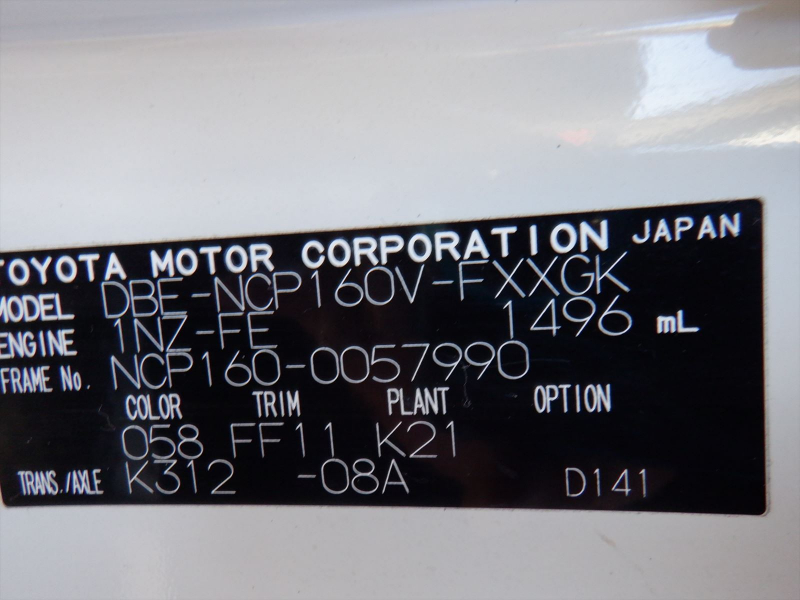 TOYOTA MOTOR CORPORATION JAPAN
MODEL DBE-NCP160V-FXXGK
ENGINE 1NZ-FE 1496 mL
FRAME No. NCP160-0057990
COLOR TRIM PLANT OPTION
058 FF11 K21
TRANS./AXLE K312 -08A D141